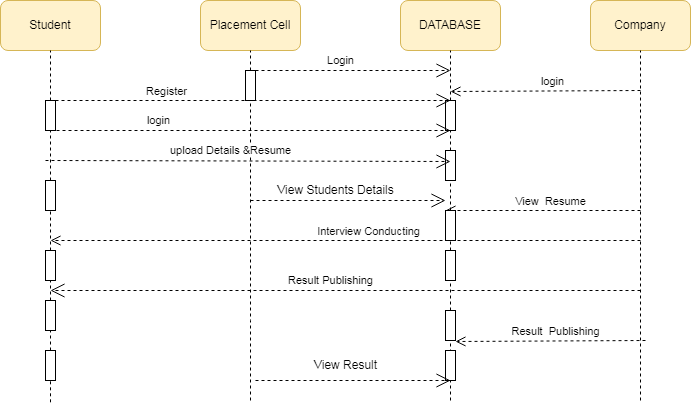 Student
Placement Cell
DATABASE
Company
Login
login
Register
login
upload Details &Resume
View Students Details
View Resume
Interview Conducting
Result Publishing
Result Publishing
View Result